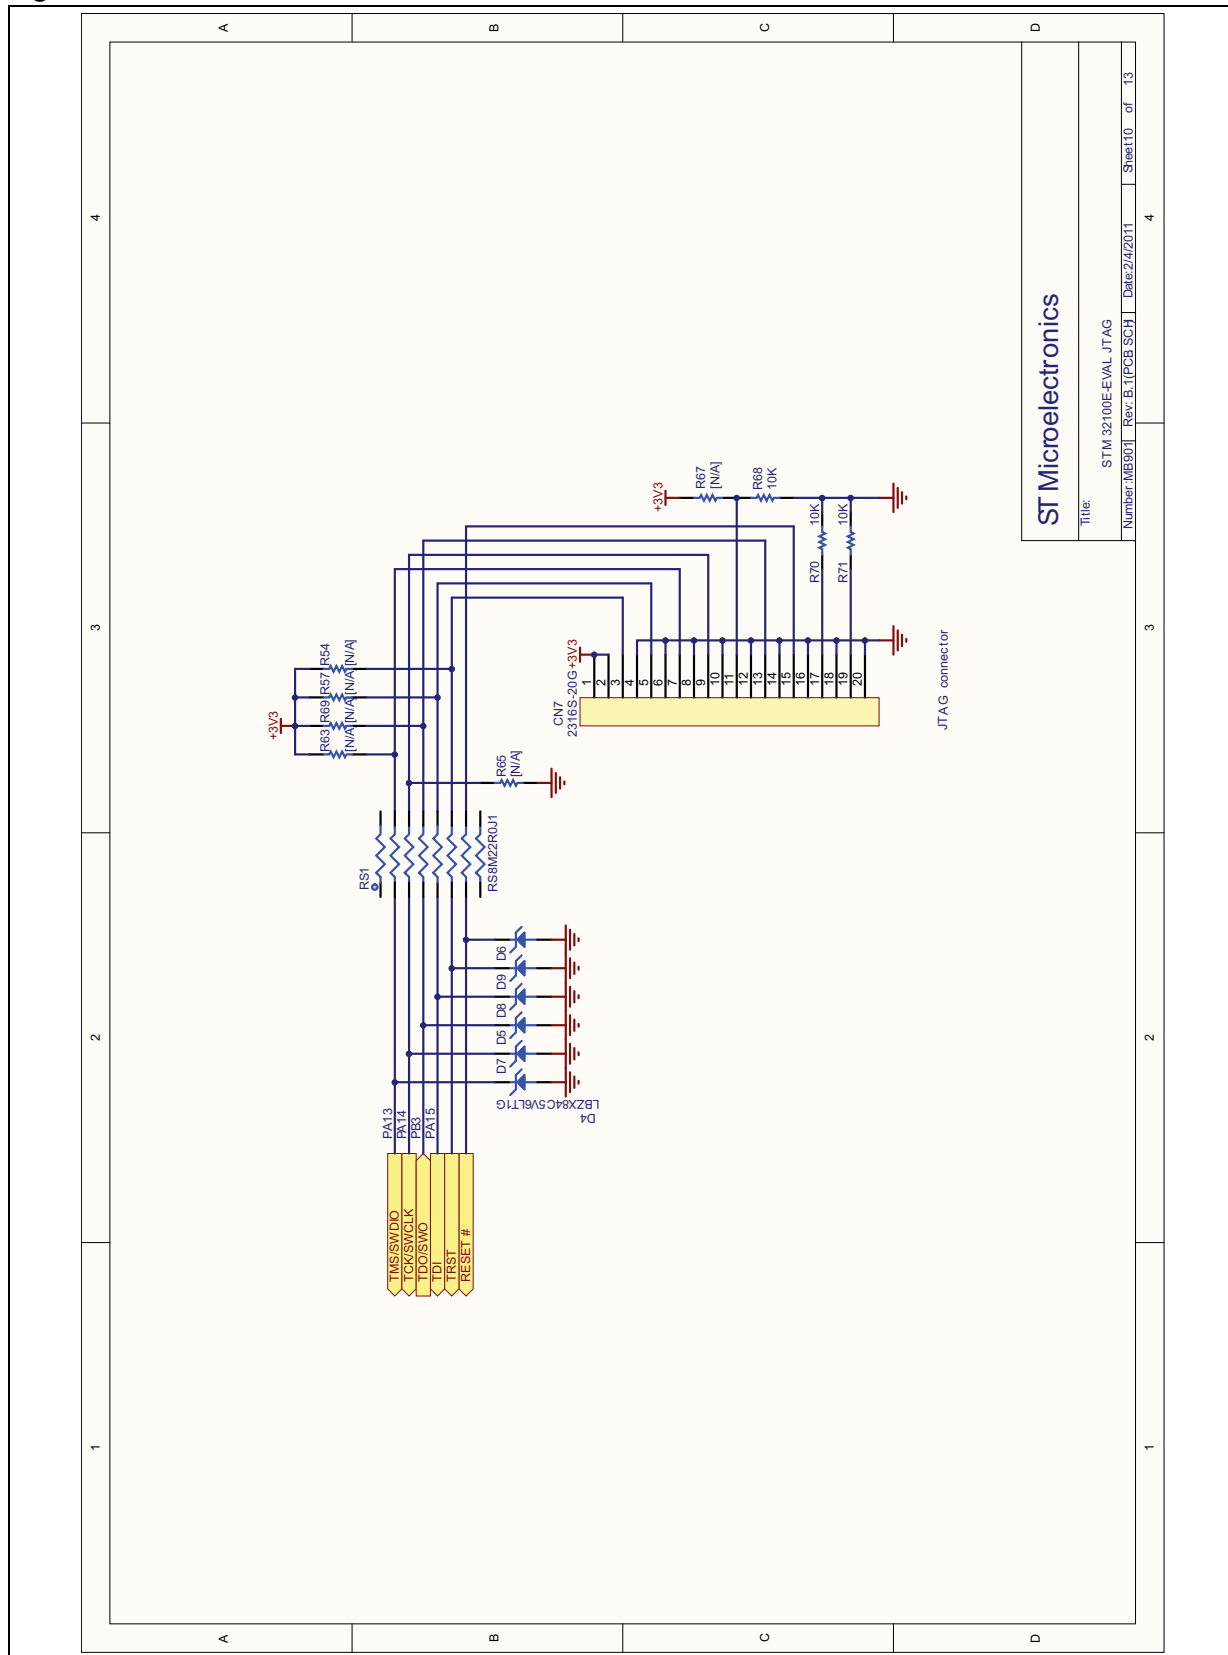 1
2
3
4
A
B
C
D
TMS/SWDIO
TCK/SWCLK
TDO/SWO
TDI
TRST
RESET #
PA13
PA14
PB3
PA15
D4
LBZX84C5V6LT1G
D7
D5
D8
D9
D6
RS1
RS8M22R0J1
+3V3
R63
R69
R57
R54
[N/A]
[N/A]
[N/A]
[N/A]
R65
[N/A]
CN7
2316S-20G
+3V3
1
2
3
4
5
6
7
8
9
10
11
12
13
14
15
16
17
18
19
20
JTAG connector
+3V3
R67
[N/A]
R68
10K
R70
10K
R71
10K
ST Microelectronics
Title:
STM 32100E-EVAL JTAG
Number:MB901
Rev: B.1(PCB SCH)
Date:2/4/2011
Sheet10 of 13
1
2
3
4
A
B
C
D